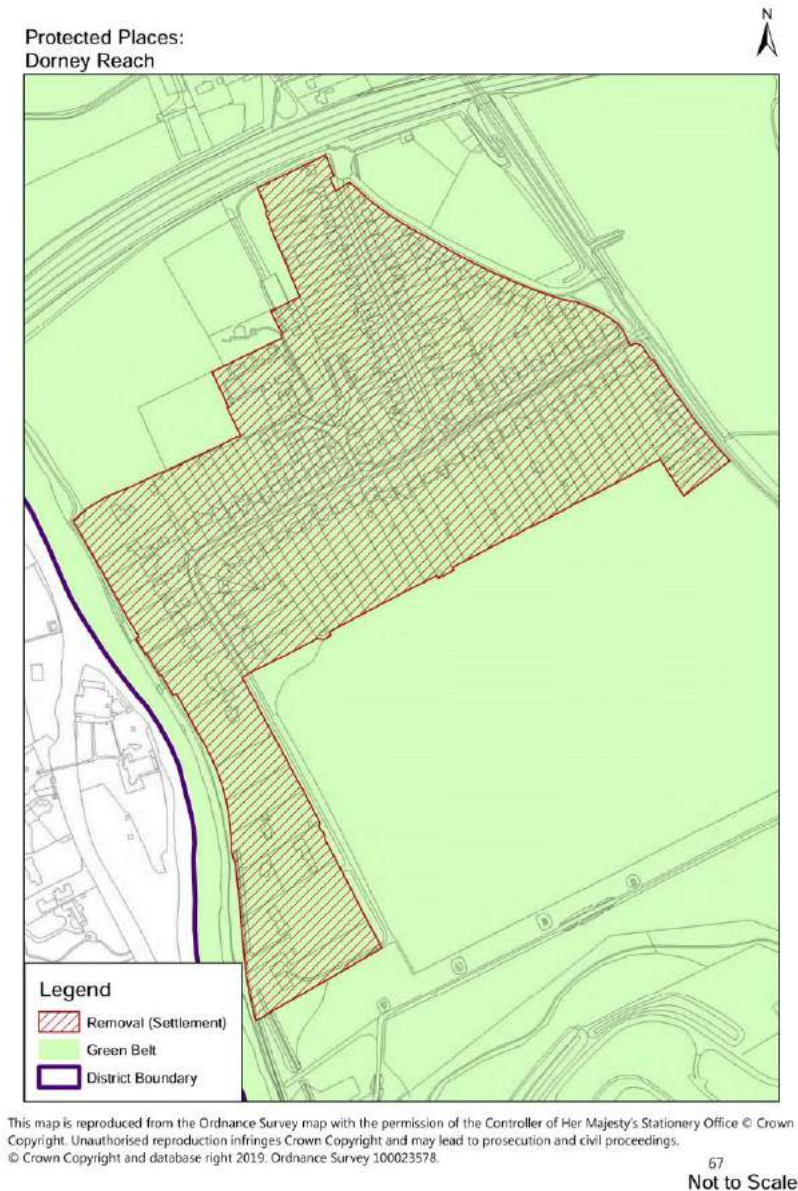 N
Protected Places:
Dorney Reach
Legend
Removal (Settlement)
Green Belt
District Boundary
This map is reproduced from the Ordnance Survey map with the permission of the Controller of Her Majesty's Stationery Office © Crown
Copyright. Unauthorised reproduction infringes Crown Copyright and may lead to prosecution and civil proceedings.
© Crown Copyright and database right 2019. Ordnance Survey 100023578.
67
Not to Scale